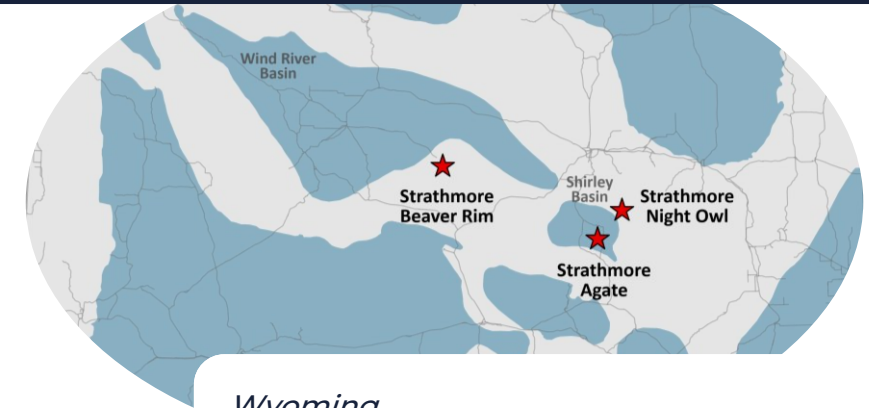 Wind River
Basin
Strathmore
Beaver Rim
Shirley
Basin
Strathmore
Night Owl
Strathmore
Agate
Wyoming